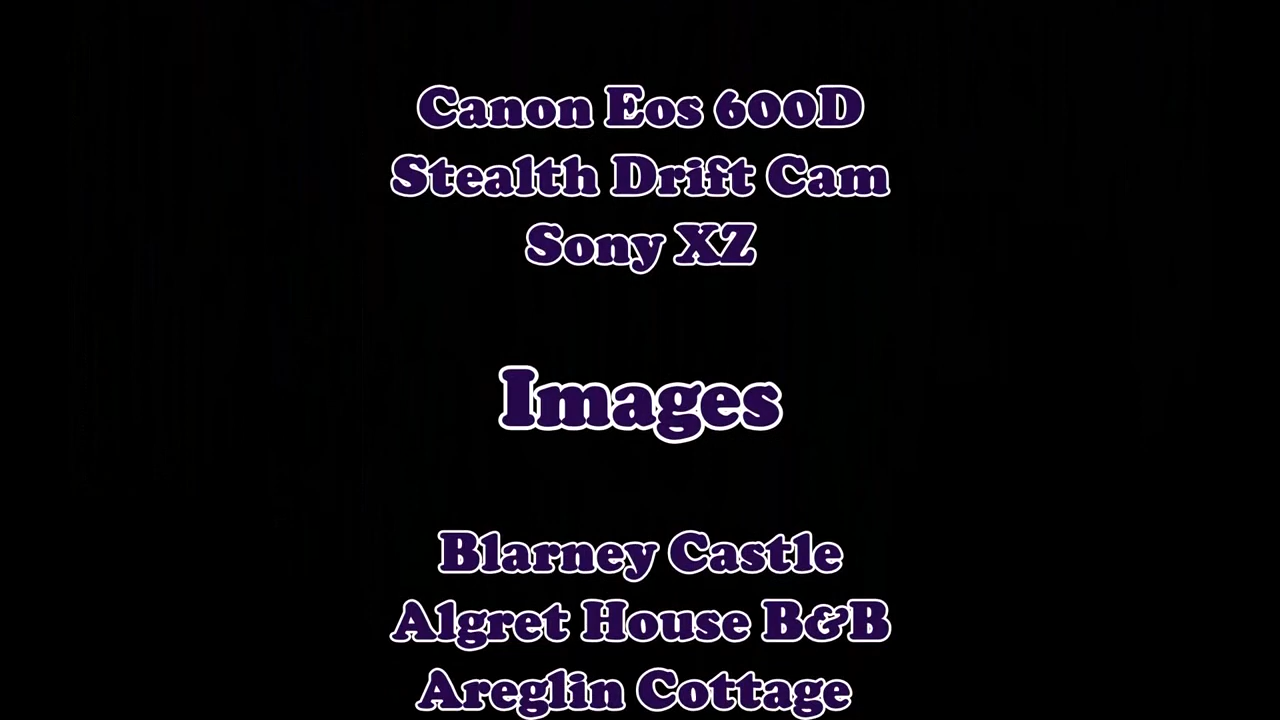 Canon Eos 600D
Stealth Drift Cam
Sony XZ
Images
Blarney Castle
Algret House B&B
Areglin Cottage